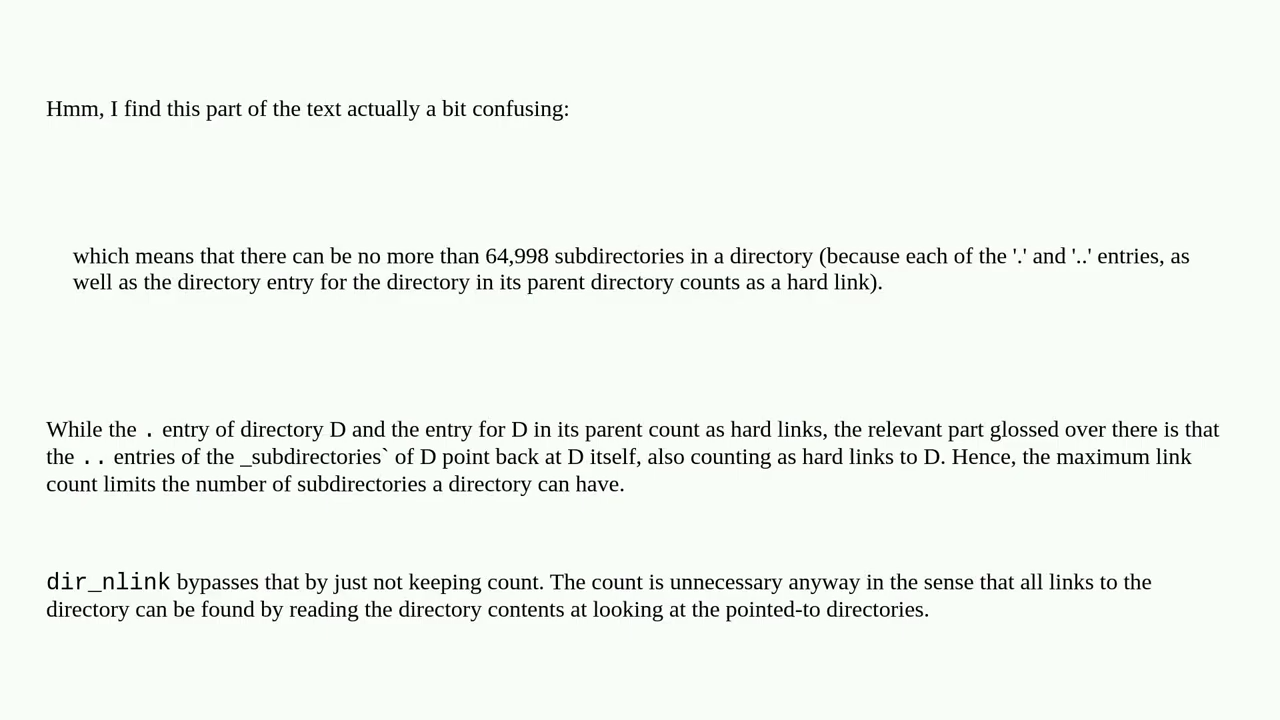 Hmm, I find this part of the text actually a bit confusing:
which means that there can be no more than 64,998 subdirectories in a directory (because each of the '.' and '..' entries, as
well as the directory entry for the directory in its parent directory counts as a hard link).
While the . entry of directory D and the entry for D in its parent count as hard links, the relevant part glossed over there is that
the .. entries of the _subdirectories` of D point back at D itself, also counting as hard links to D. Hence, the maximum link
count limits the number of subdirectories a directory can have.
dir_nlink bypasses that by just not keeping count. The count is unnecessary anyway in the sense that all links to the
directory can be found by reading the directory contents at looking at the pointed-to directories.